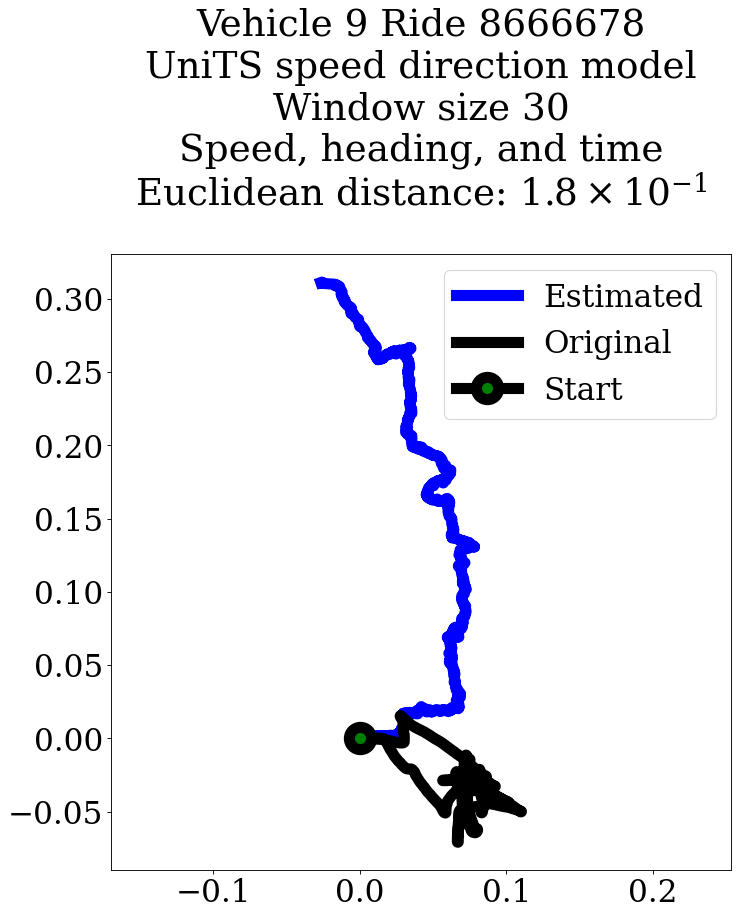 Vehicle 9 Ride 8666678
UniTS speed direction model
Window size 30
Speed, heading, and time
Euclidean distance: 1.8 × 10⁻¹
Estimated
Original
Start
0.30
0.25
0.20
0.15
0.10
0.05
0.00
−0.05
−0.1
0.0
0.1
0.2